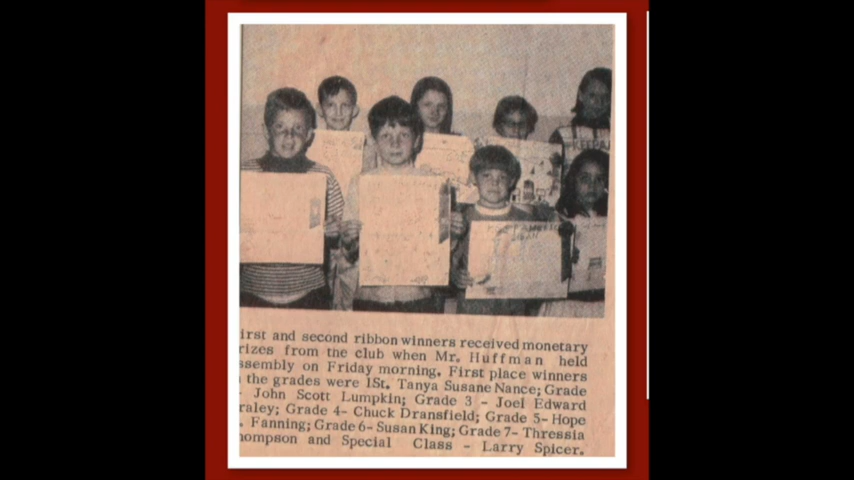 KEEP A
irst and second ribbon winners received monetary
rizes from the club when Mr. Huffman held
ssembly on Friday morning. First place winners
the grades were 1St. Tanya Susane Nance; Grade
- John Scott Lumpkin; Grade 3 - Joel Edward
raley; Grade 4- Chuck Dransfield; Grade 5- Hope
. Fanning; Grade 6- Susan King; Grade 7- Thressia
hompson and Special Class - Larry Spicer.